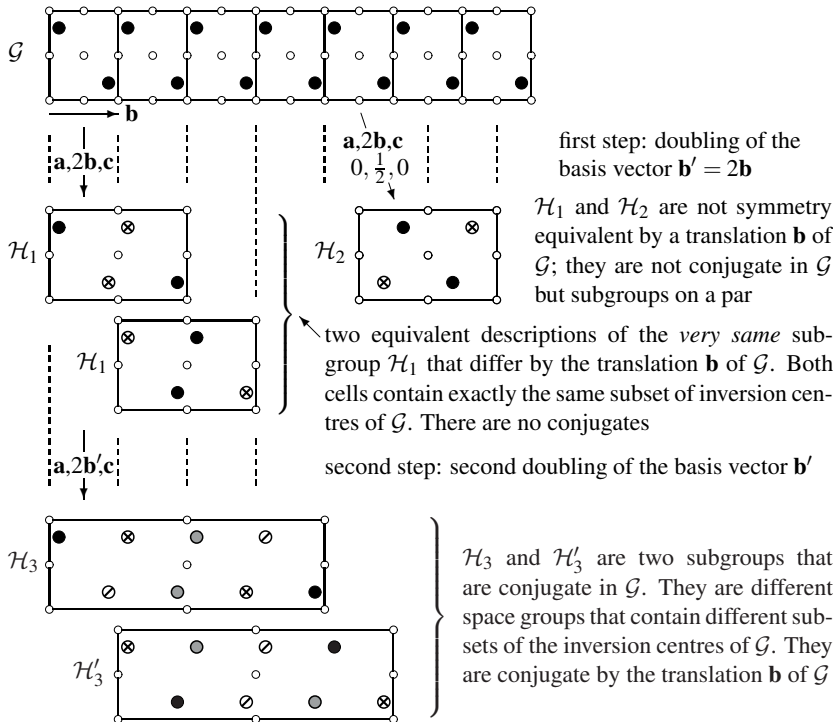 𝒢
b
a,2b,c
a,2b,c
0, 1/2, 0
first step: doubling of the
basis vector b′ = 2b
ℋ1
ℋ2
ℋ1 and ℋ2 are not symmetry
equivalent by a translation b of
𝒢; they are not conjugate in 𝒢
but subgroups on a par
ℋ1
two equivalent descriptions of the very same sub-
group ℋ1 that differ by the translation b of 𝒢. Both
cells contain exactly the same subset of inversion cen-
tres of 𝒢. There are no conjugates
a,2b′,c
second step: second doubling of the basis vector b′
ℋ3
ℋ′3
ℋ3 and ℋ′3 are two subgroups that
are conjugate in 𝒢. They are different
space groups that contain different sub-
sets of the inversion centres of 𝒢. They
are conjugate by the translation b of 𝒢